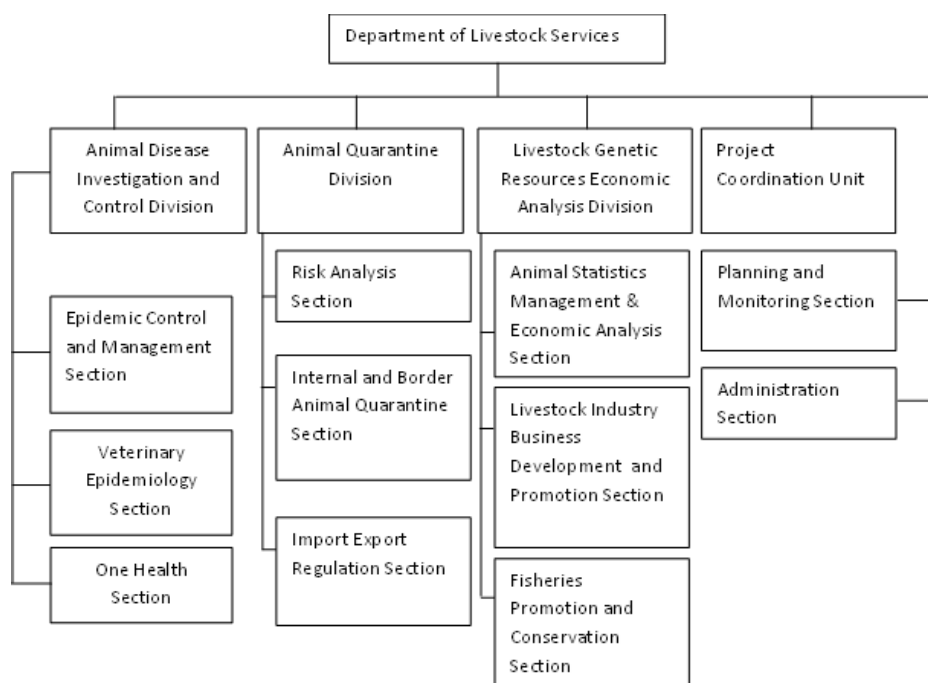 Department of Livestock Services
Animal Disease
Investigation and
Control Division
Epidemic Control
and Management
Section
Veterinary
Epidemiology
Section
One Health
Section
Animal Quarantine
Division
Risk Analysis
Section
Internal and Border
Animal Quarantine
Section
Import Export
Regulation Section
Livestock Genetic
Resources Economic
Analysis Division
Animal Statistics
Management &
Economic Analysis
Section
Livestock Industry
Business
Development and
Promotion Section
Fisheries
Promotion and
Conservation
Section
Project
Coordination Unit
Planning and
Monitoring Section
Administration
Section